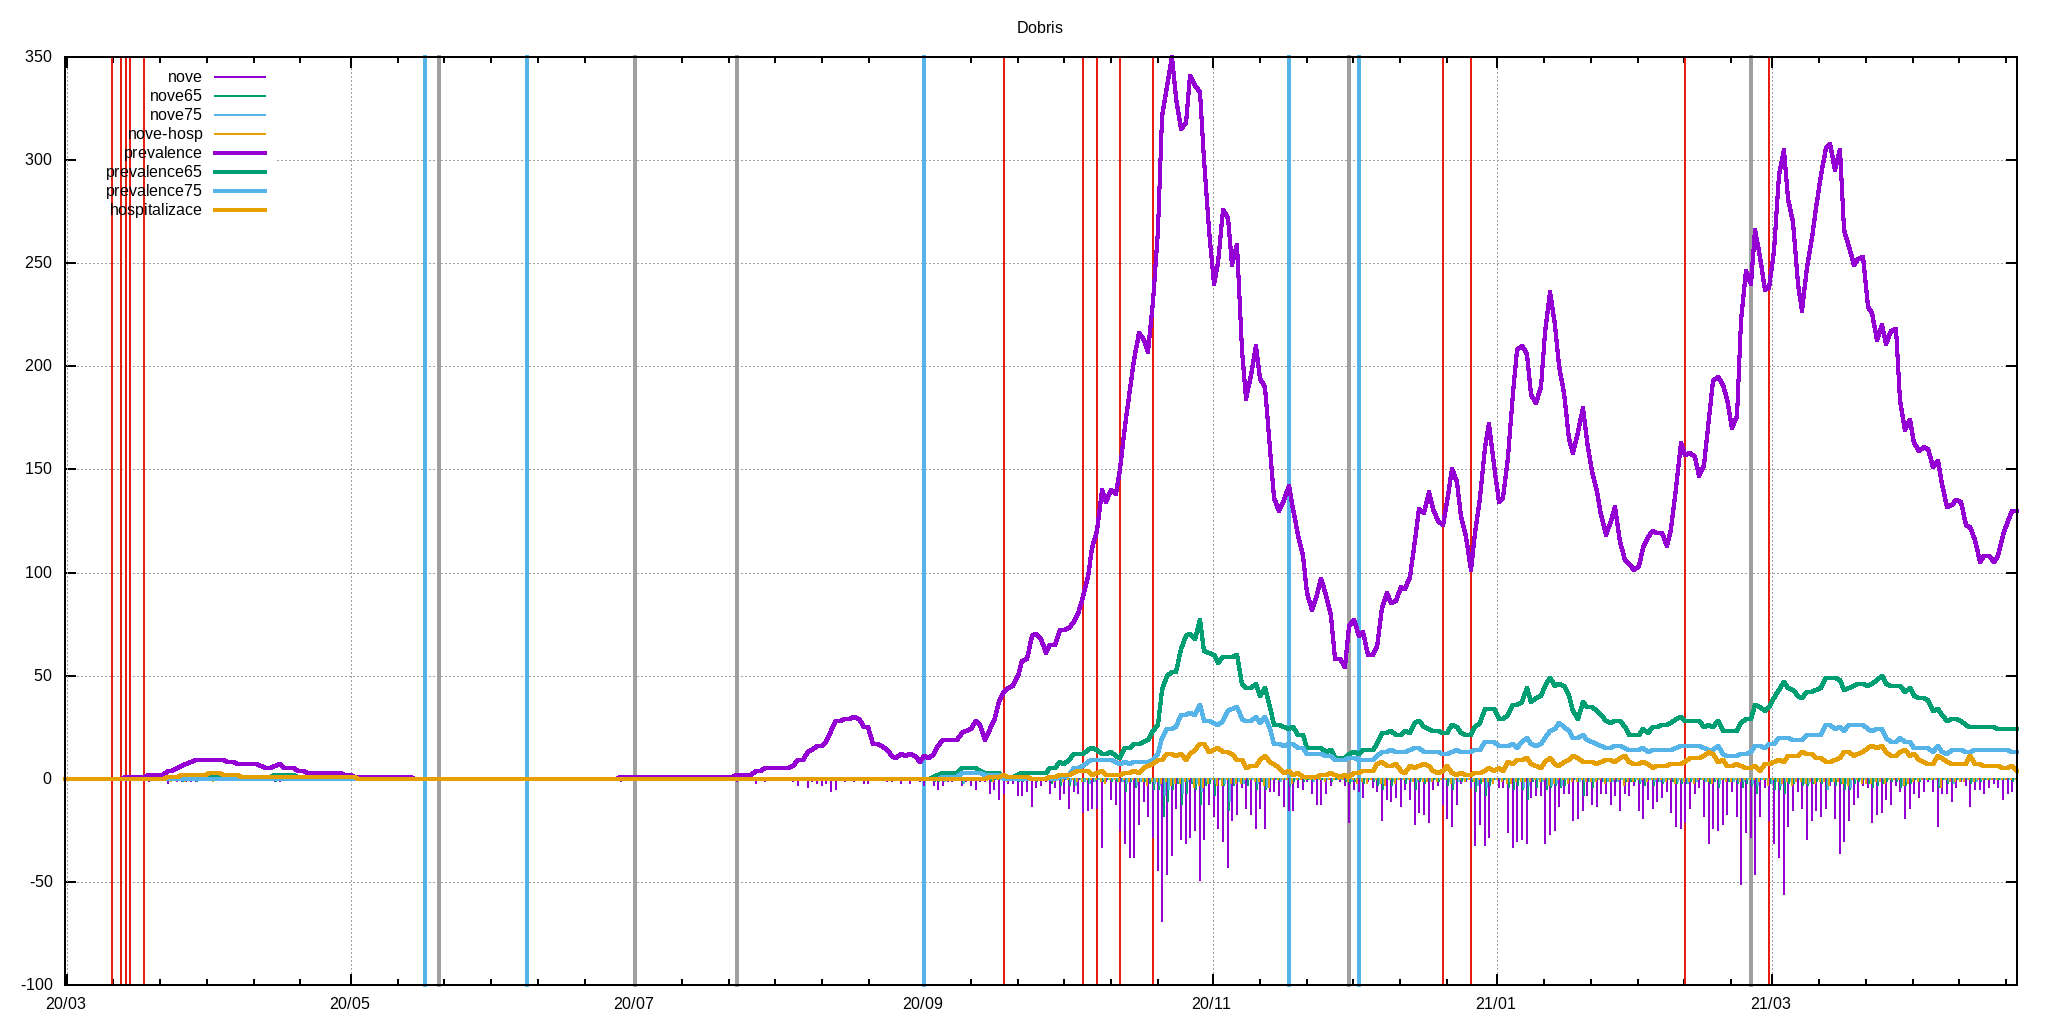 Dobris
350
300
250
200
150
100
50
0
-50
-100
nove
nove65
nove75
nove-hosp
prevalence
prevalence65
prevalence75
hospitalizace
20/03
20/05
20/07
20/09
20/11
21/01
21/03